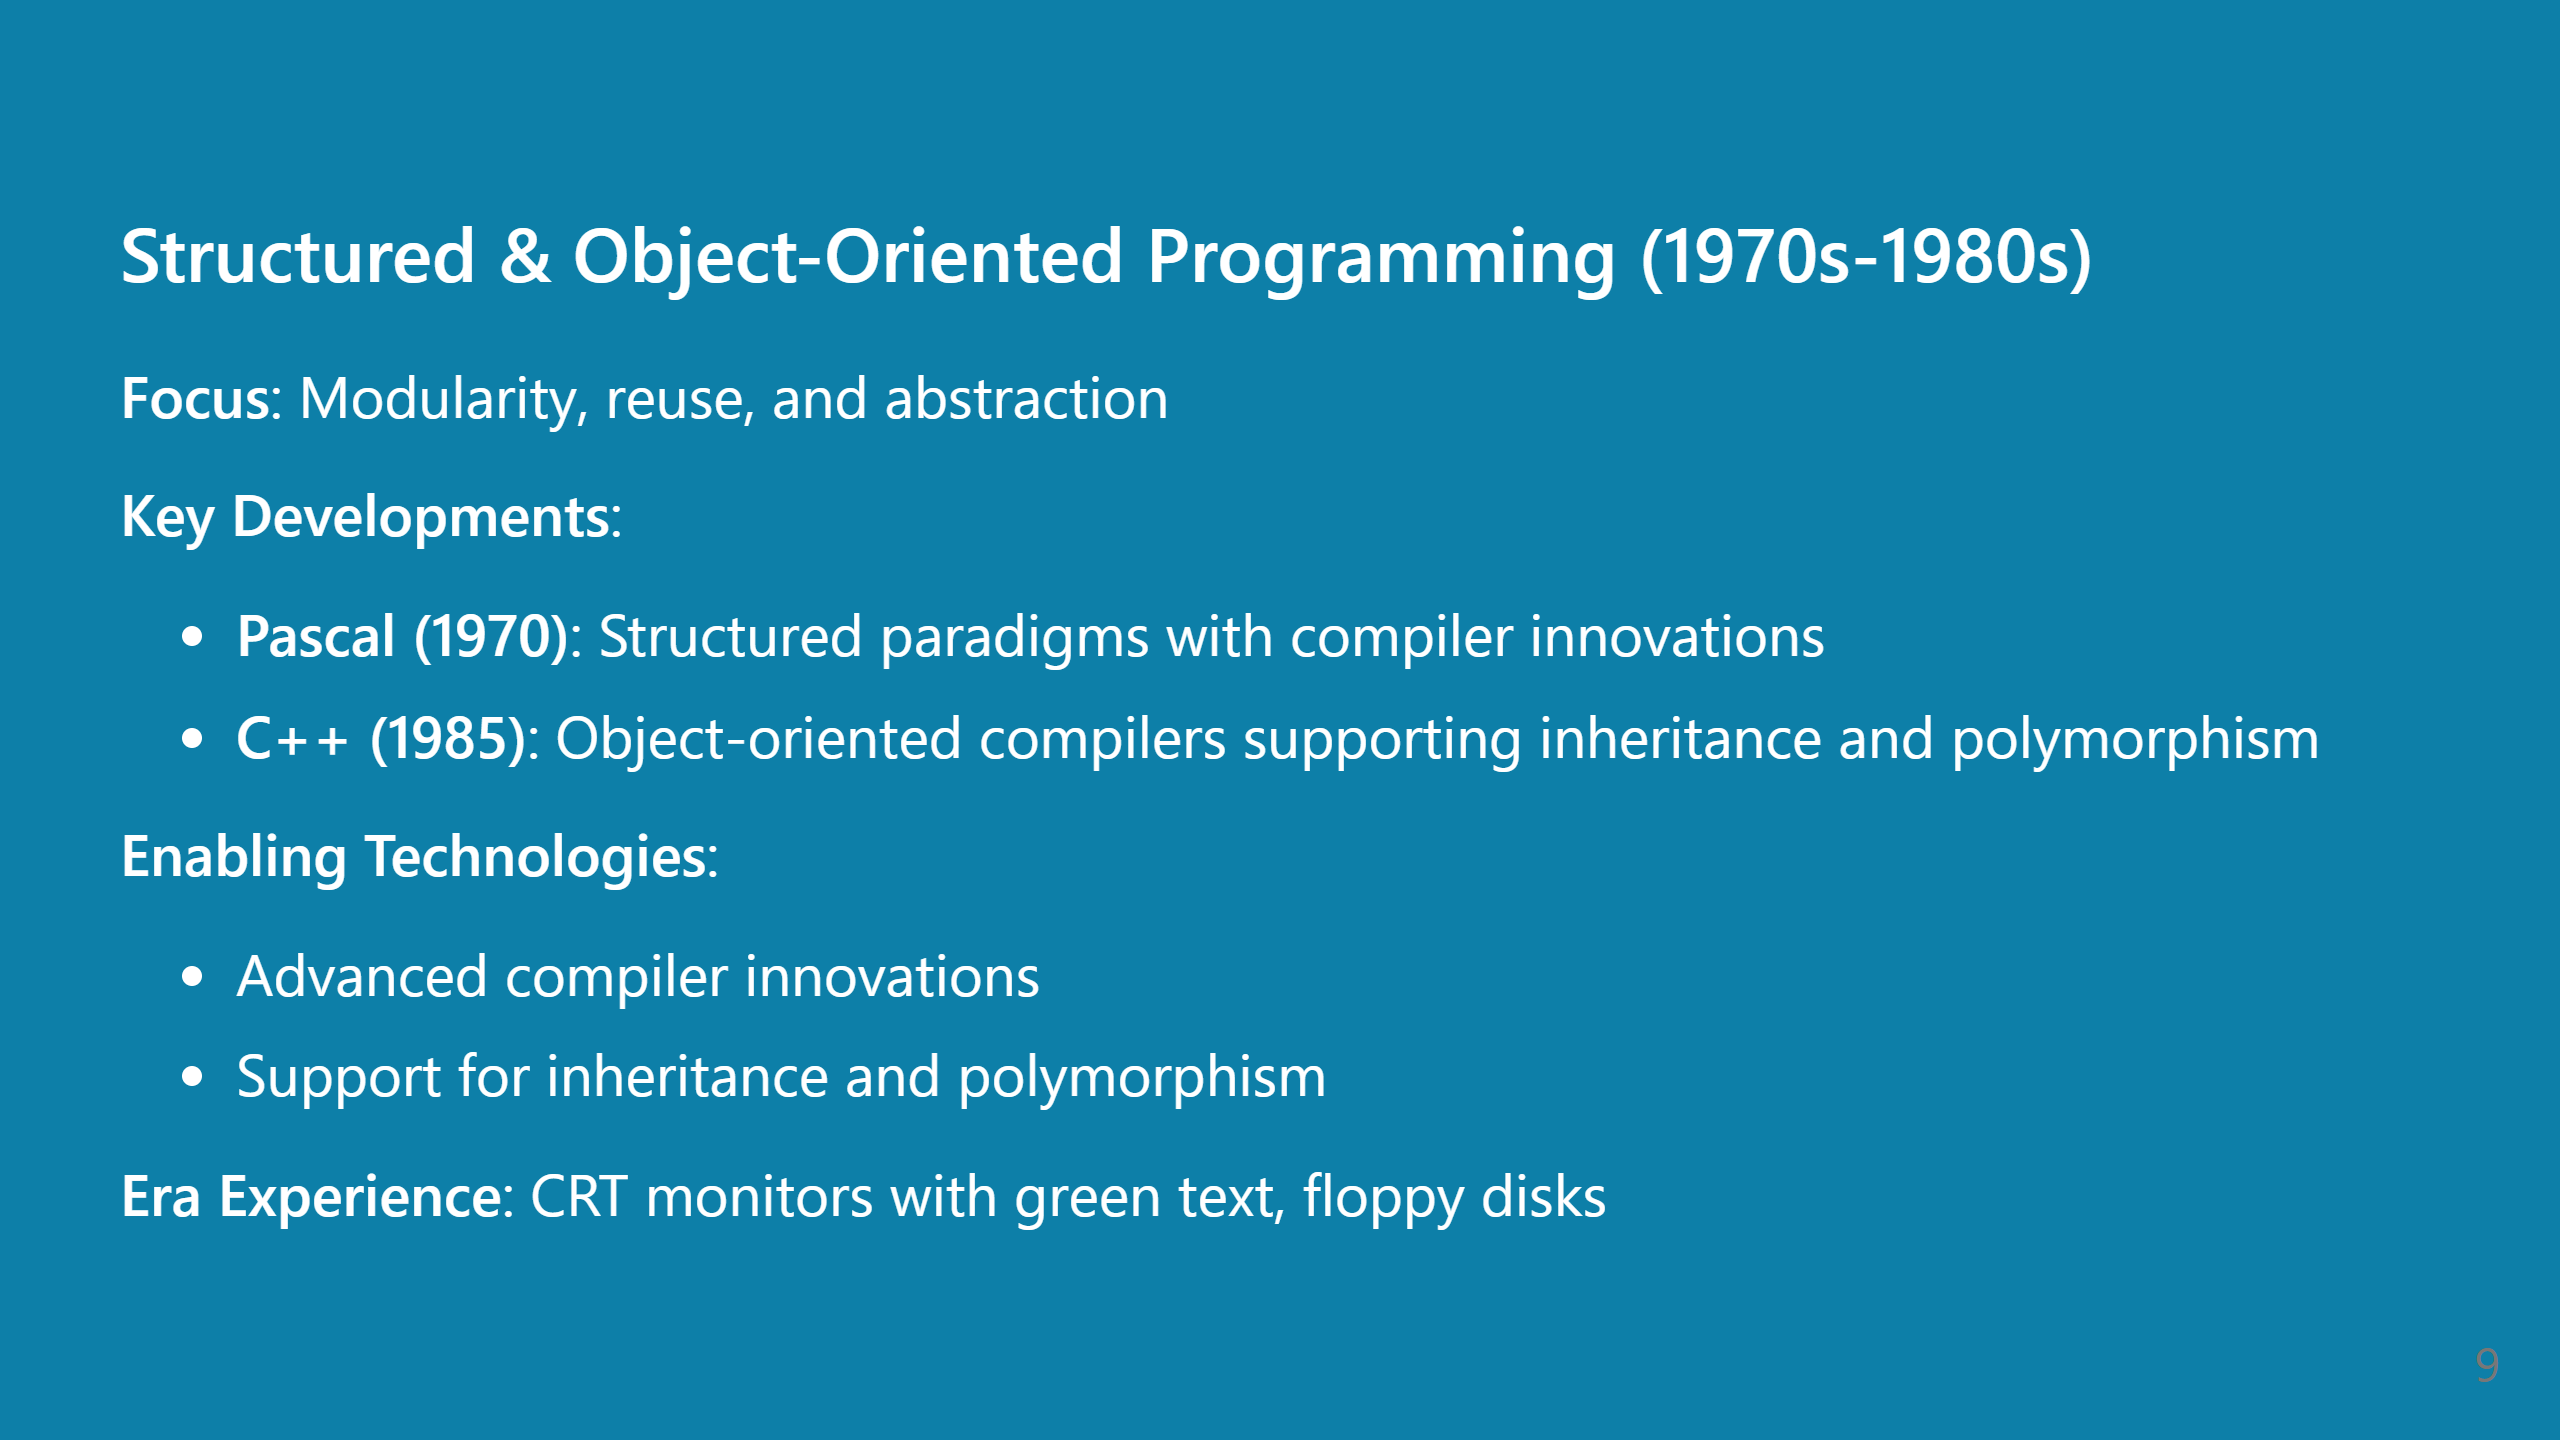 Structured & Object-Oriented Programming (1970s-1980s)
Focus: Modularity, reuse, and abstraction
Key Developments:
• Pascal (1970): Structured paradigms with compiler innovations
• C++ (1985): Object-oriented compilers supporting inheritance and polymorphism
Enabling Technologies:
• Advanced compiler innovations
• Support for inheritance and polymorphism
Era Experience: CRT monitors with green text, floppy disks
9